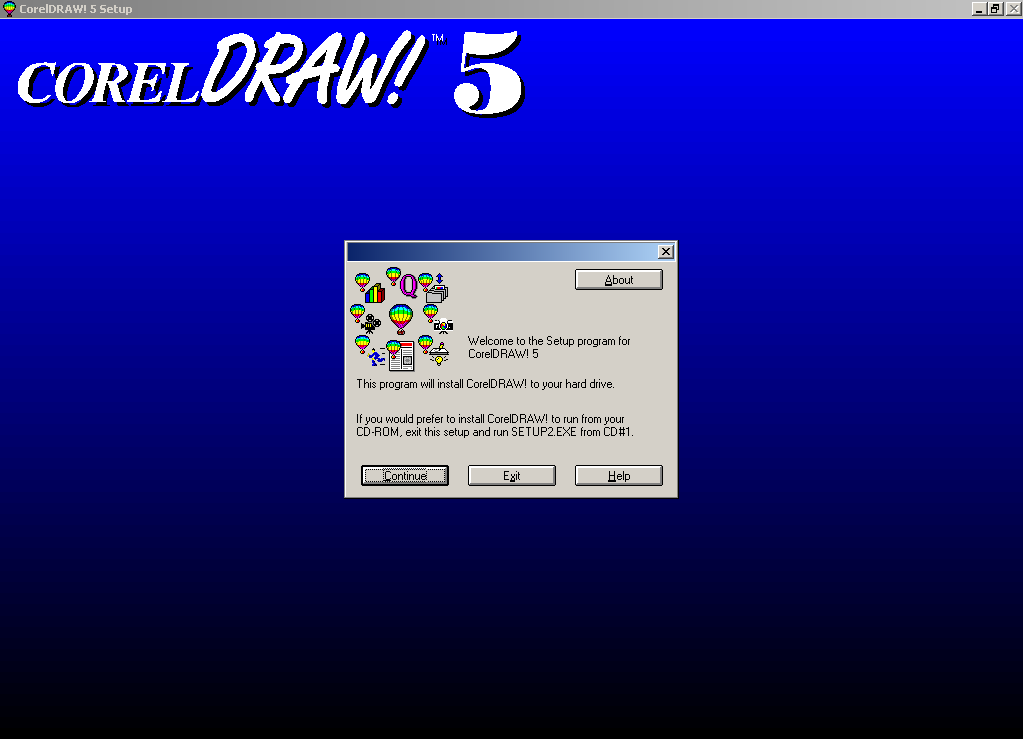 CorelDRAW! 5 Setup
CORELDRAW!™ 5
About
Q
Welcome to the Setup program for
CorelDRAW! 5
This program will install CorelDRAW! to your hard drive.
If you would prefer to install CorelDRAW! to run from your
CD-ROM, exit this setup and run SETUP2.EXE from CD#1.
Continue
Exit
Help